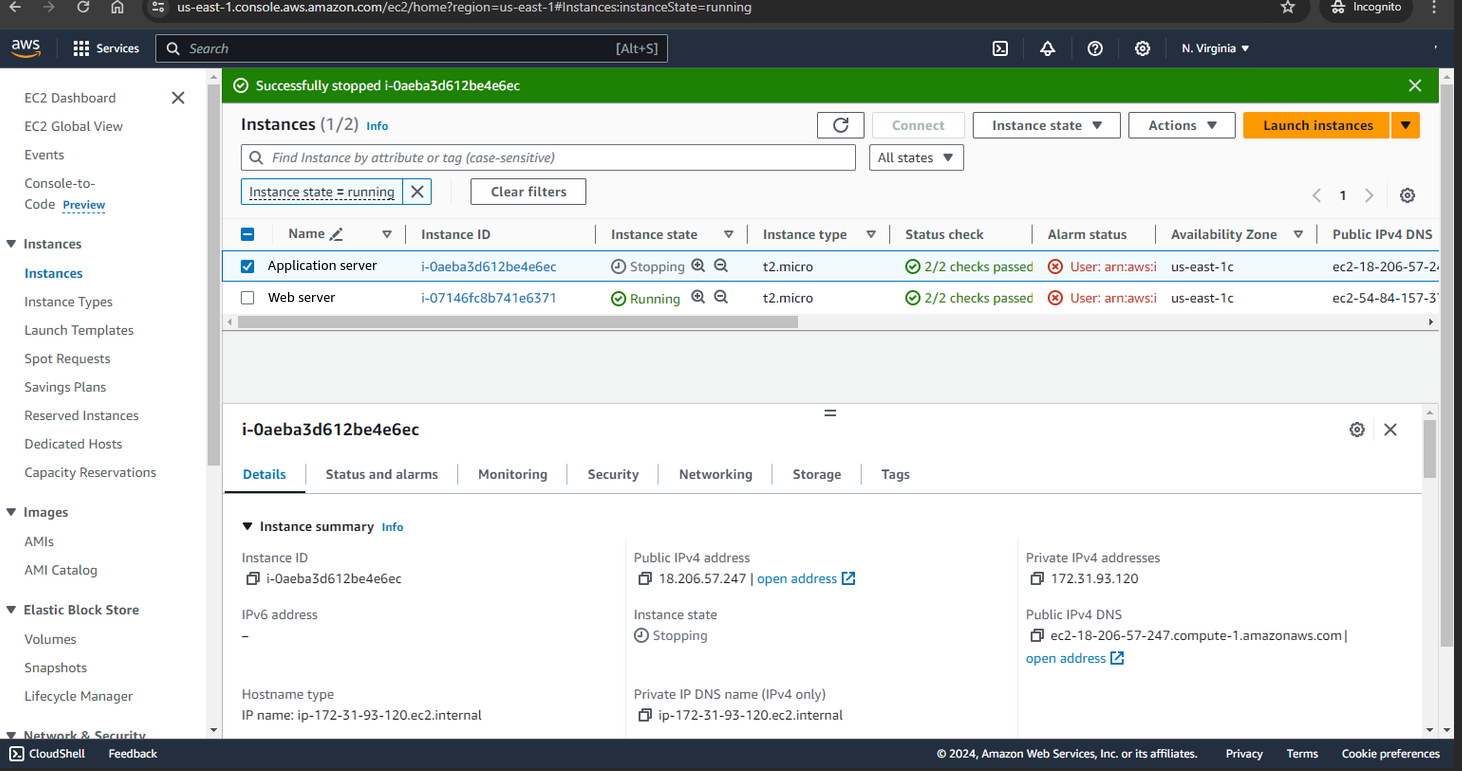 us-east-1.console.aws.amazon.com/ec2/home?region=us-east-1#Instances:instanceState=running
Incognito
aws
Services
Search
[Alt+S]
N. Virginia
EC2 Dashboard
EC2 Global View
Events
Console-to-
Code Preview
Instances
Instances
Instance Types
Launch Templates
Spot Requests
Savings Plans
Reserved Instances
Dedicated Hosts
Capacity Reservations
Images
AMIs
AMI Catalog
Elastic Block Store
Volumes
Snapshots
Lifecycle Manager
Network & Security
Successfully stopped i-0aeba3d612be4e6ec
Instances (1/2) Info
Connect
Instance state
Actions
Launch instances
Find Instance by attribute or tag (case-sensitive)
All states
Instance state = running
Clear filters
1
Name Instance ID Instance state Instance type Status check Alarm status Availability Zone Public IPv4 DNS
Application server i-0aeba3d612be4e6ec Stopping t2.micro 2/2 checks passed User: arn:aws:i us-east-1c ec2-18-206-57-24
Web server i-07146fc8b741e6371 Running t2.micro 2/2 checks passed User: arn:aws:i us-east-1c ec2-54-84-157-37
i-0aeba3d612be4e6ec
Details Status and alarms Monitoring Security Networking Storage Tags
Instance summary Info
Instance ID
i-0aeba3d612be4e6ec
Public IPv4 address
18.206.57.247 | open address
Private IPv4 addresses
172.31.93.120
IPv6 address
–
Instance state
Stopping
Public IPv4 DNS
ec2-18-206-57-247.compute-1.amazonaws.com |
open address
Hostname type
IP name: ip-172-31-93-120.ec2.internal
Private IP DNS name (IPv4 only)
ip-172-31-93-120.ec2.internal
CloudShell
Feedback
© 2024, Amazon Web Services, Inc. or its affiliates.
Privacy
Terms
Cookie preferences